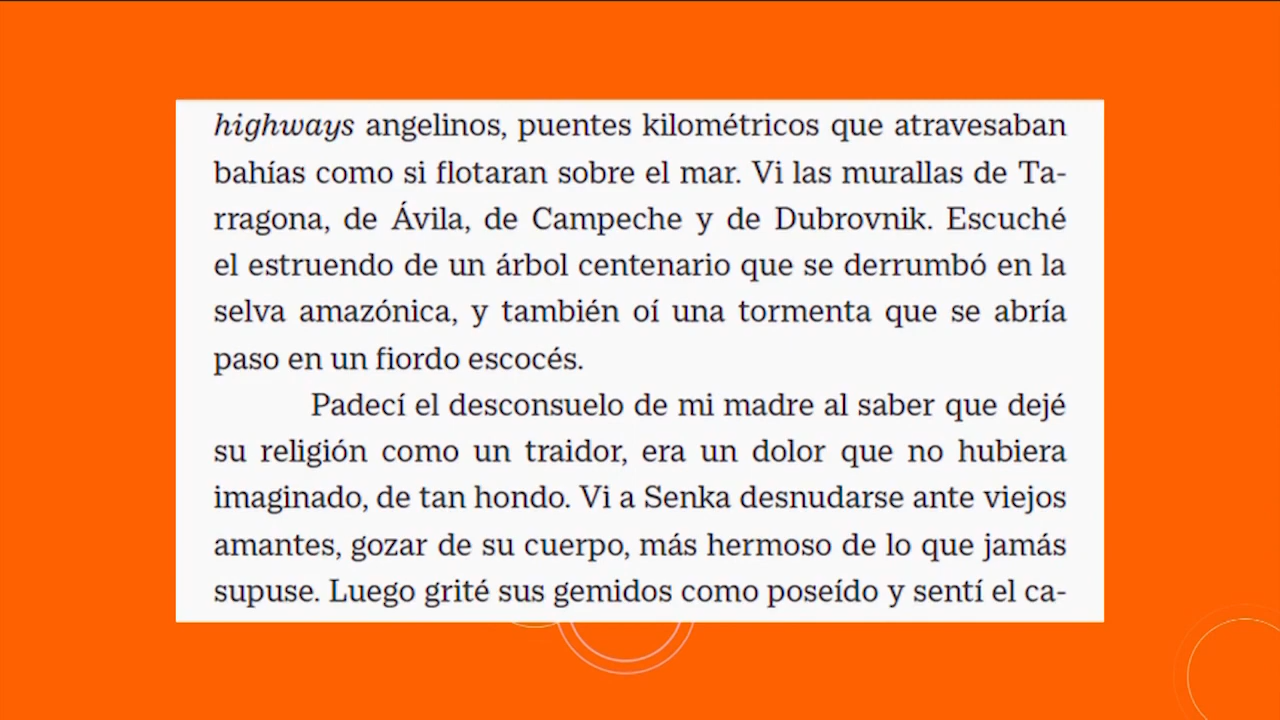 highways angelinos, puentes kilométricos que atravesaban
bahías como si flotaran sobre el mar. Vi las murallas de Ta-
rragona, de Ávila, de Campeche y de Dubrovnik. Escuché
el estruendo de un árbol centenario que se derrumbó en la
selva amazónica, y también oí una tormenta que se abría
paso en un fiordo escocés.
Padecí el desconsuelo de mi madre al saber que dejé
su religión como un traidor, era un dolor que no hubiera
imaginado, de tan hondo. Vi a Senka desnudarse ante viejos
amantes, gozar de su cuerpo, más hermoso de lo que jamás
supuse. Luego grité sus gemidos como poseído y sentí el ca-